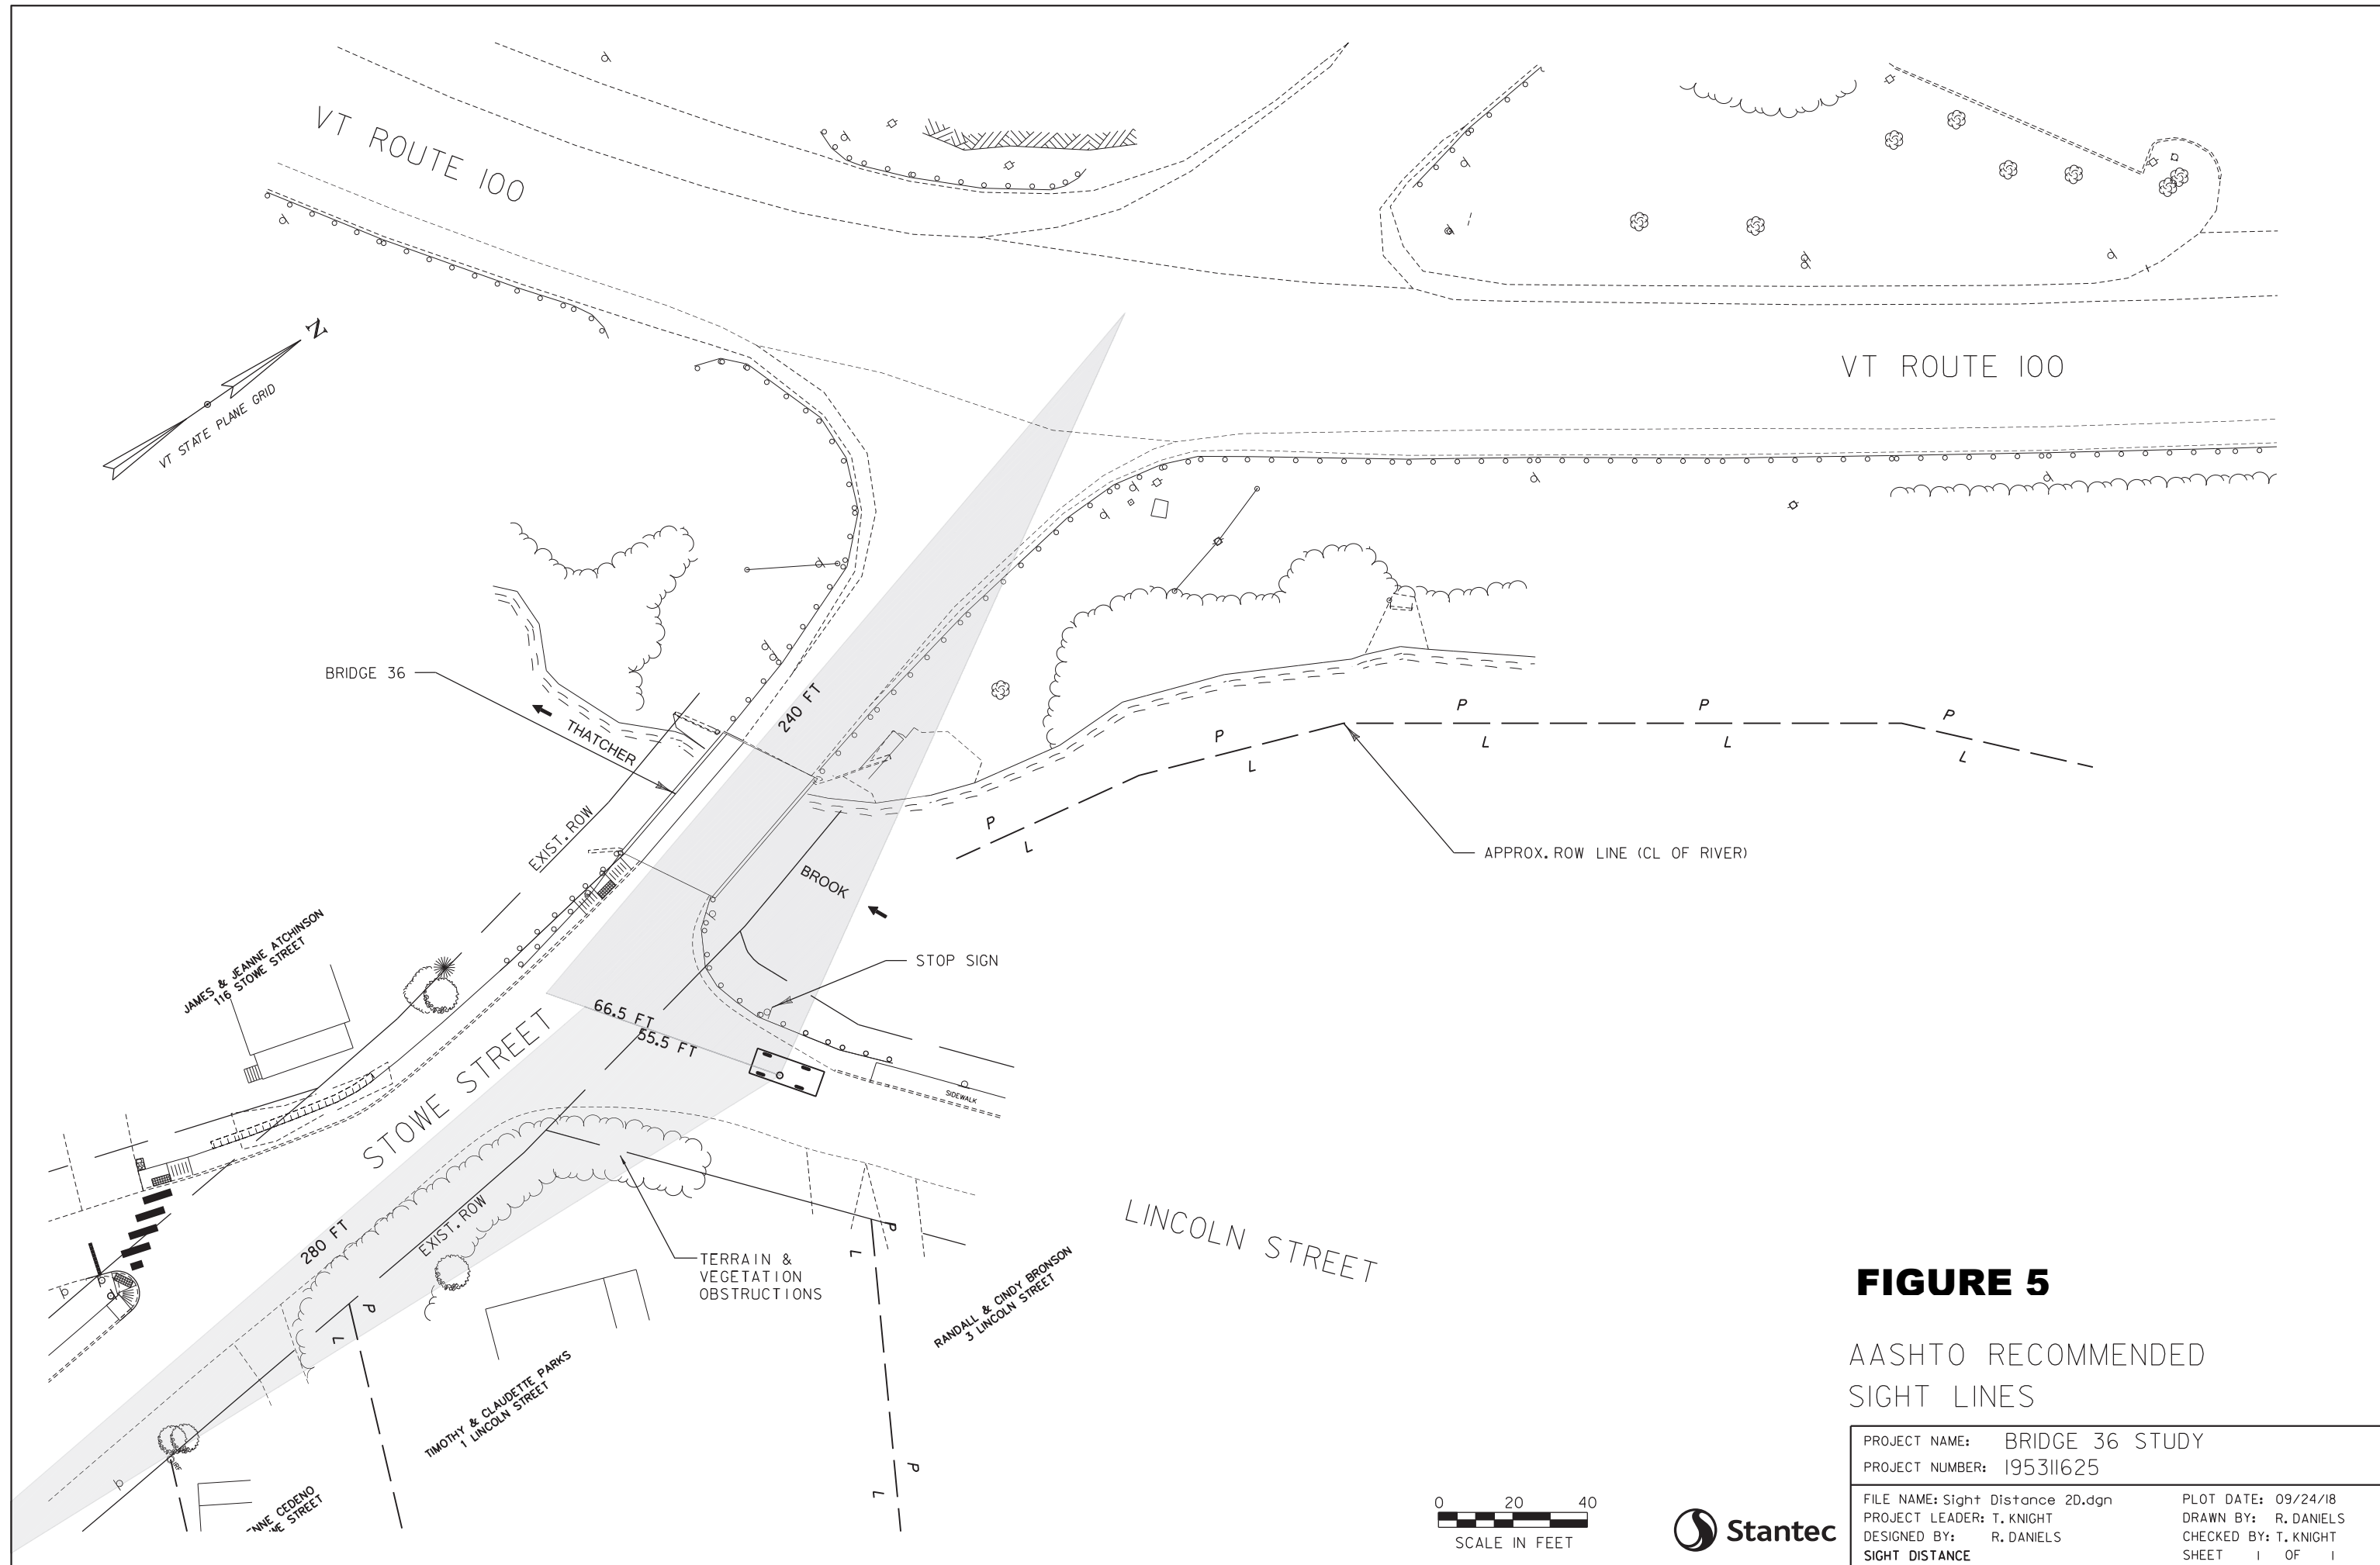 VT ROUTE 100
N
VT STATE PLANE GRID
VT ROUTE 100
BRIDGE 36
THATCHER
240 FT
EXIST. ROW
BROOK
P
L
P
L
P
L
P
L
P
L
APPROX. ROW LINE (CL OF RIVER)
STOP SIGN
JAMES & JEANNE ATCHINSON
116 STOWE STREET
66.5 FT
55.5 FT
STOWE STREET
SIDEWALK
280 FT
EXIST. ROW
TERRAIN &
VEGETATION
OBSTRUCTIONS
LINCOLN STREET
P
L
P
L
P
L
RANDALL & CINDY BRONSON
3 LINCOLN STREET
TIMOTHY & CLAUDETTE PARKS
1 LINCOLN STREET
NNE CEDENO
WE STREET
0 20 40
SCALE IN FEET
Stantec
FIGURE 5
AASHTO RECOMMENDED
SIGHT LINES
PROJECT NAME: BRIDGE 36 STUDY
PROJECT NUMBER: 195311625
FILE NAME: Sight Distance 2D.dgn PLOT DATE: 09/24/18
PROJECT LEADER: T. KNIGHT DRAWN BY: R. DANIELS
DESIGNED BY: R. DANIELS CHECKED BY: T. KNIGHT
SIGHT DISTANCE SHEET 1 OF 1